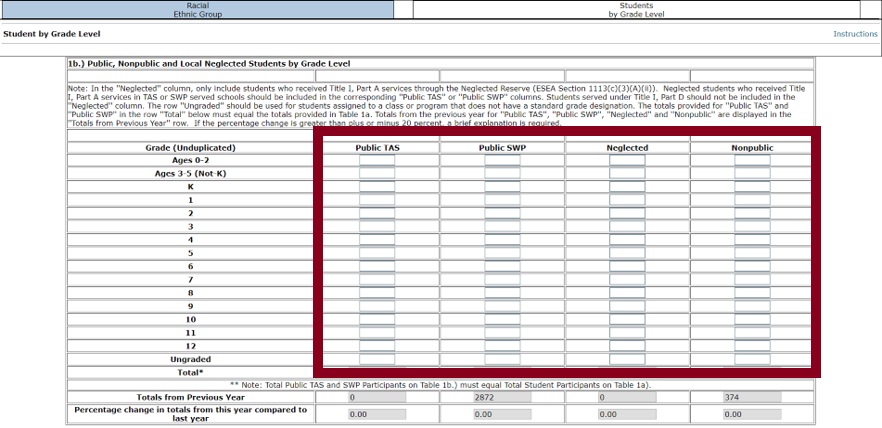 Racial
Ethnic Group
Students
by Grade Level
Student by Grade Level
Instructions
1b.) Public, Nonpublic and Local Neglected Students by Grade Level
Note: In the "Neglected" column, only include students who received Title I, Part A services through the Neglected Reserve (ESEA Section 1113(c)(3)(A)(ii)).  Neglected students who received Title
I, Part A services in TAS or SWP served schools should be included in the corresponding "Public TAS" or "Public SWP" columns. Students served under Title I, Part D should not be included in the
"Neglected" column. The row "Ungraded" should be used for students assigned to a class or program that does not have a standard grade designation. The totals provided for "Public TAS" and
"Public SWP" in the row "Total" below must equal the totals provided in Table 1a. Totals from the previous year for "Public TAS", "Public SWP", "Neglected" and "Nonpublic" are displayed in the
"Totals from Previous Year" row.  If the percentage change is greater than plus or minus 20 percent, a brief explanation is required.
Grade (Unduplicated) Public TAS Public SWP Neglected Nonpublic
Ages 0-2
Ages 3-5 (Not-K)
K
1
2
3
4
5
6
7
8
9
10
11
12
Ungraded
Total*
** Note: Total Public TAS and SWP Participants on Table 1b.) must equal Total Student Participants on Table 1a).
Totals from Previous Year 0 2872 0 374
Percentage change in totals from this year compared to
last year 0.00 0.00 0.00 0.00